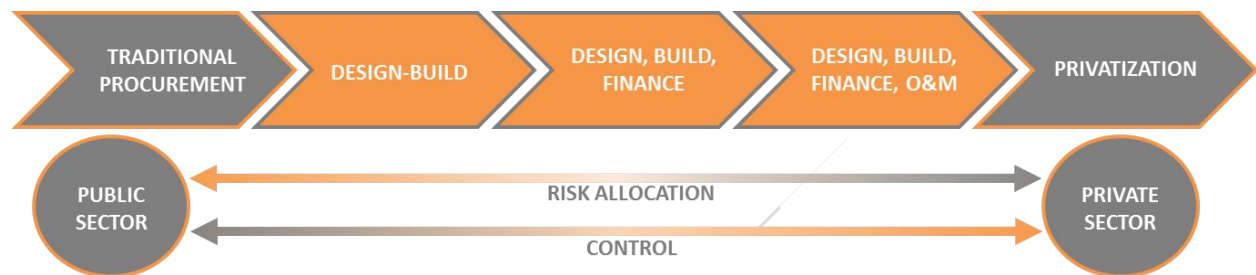 TRADITIONAL
PROCUREMENT
DESIGN-BUILD
DESIGN, BUILD,
FINANCE
DESIGN, BUILD,
FINANCE, O&M
PRIVATIZATION
PUBLIC
SECTOR
RISK ALLOCATION
CONTROL
PRIVATE
SECTOR